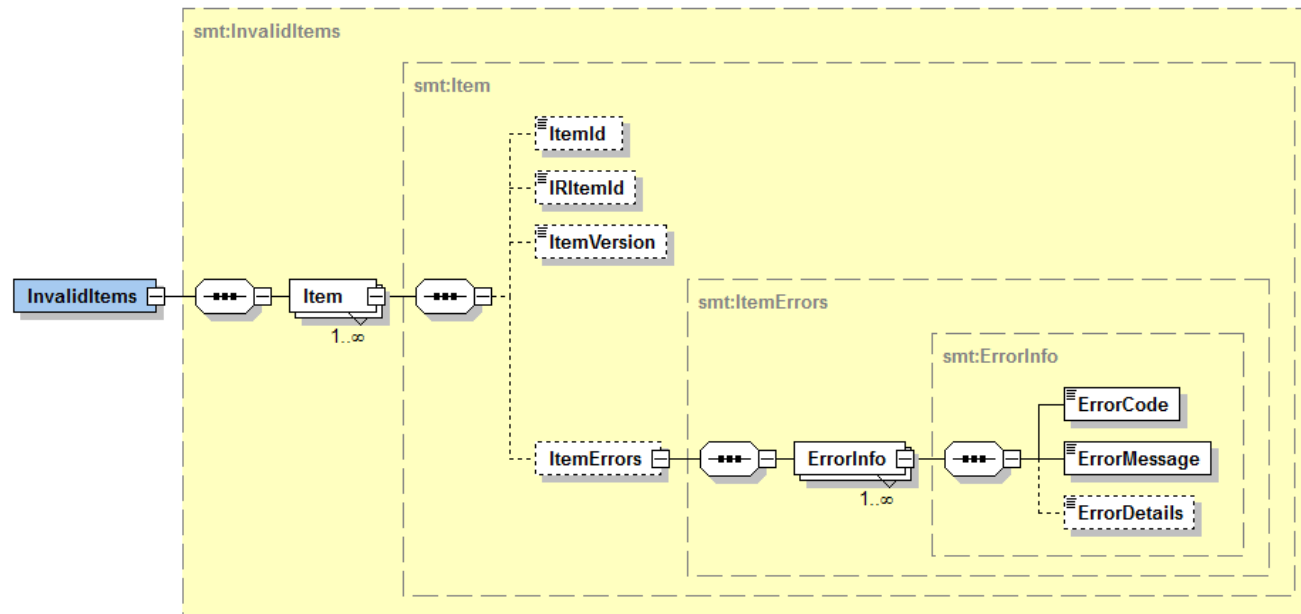 smt:InvalidItems
smt:Item
ItemId
IRItemId
ItemVersion
InvalidItems
Item
1..∞
smt:ItemErrors
smt:ErrorInfo
ErrorCode
ItemErrors
ErrorInfo
1..∞
ErrorMessage
ErrorDetails